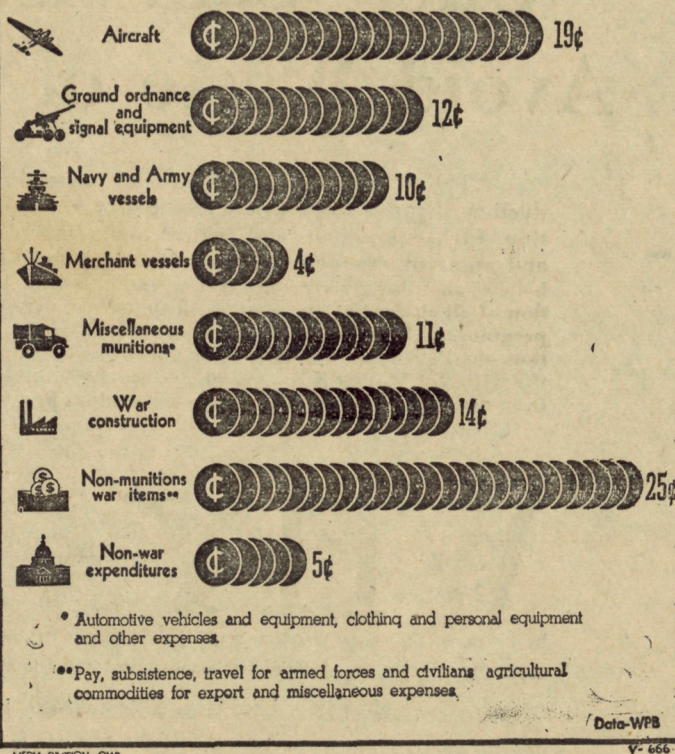 Aircraft 19¢
Ground ordnance
and
signal equipment 12¢
Navy and Army
vessels 10¢
Merchant vessels 4¢
Miscellaneous
munitions• 11¢
War
construction 14¢
Non-munitions
war items•• 25¢
Non-war
expenditures 5¢
• Automotive vehicles and equipment, clothing and personal equipment
and other expenses.
•• Pay, subsistence, travel for armed forces and civilians agricultural
commodities for export and miscellaneous expenses
Data-WPB
V-666